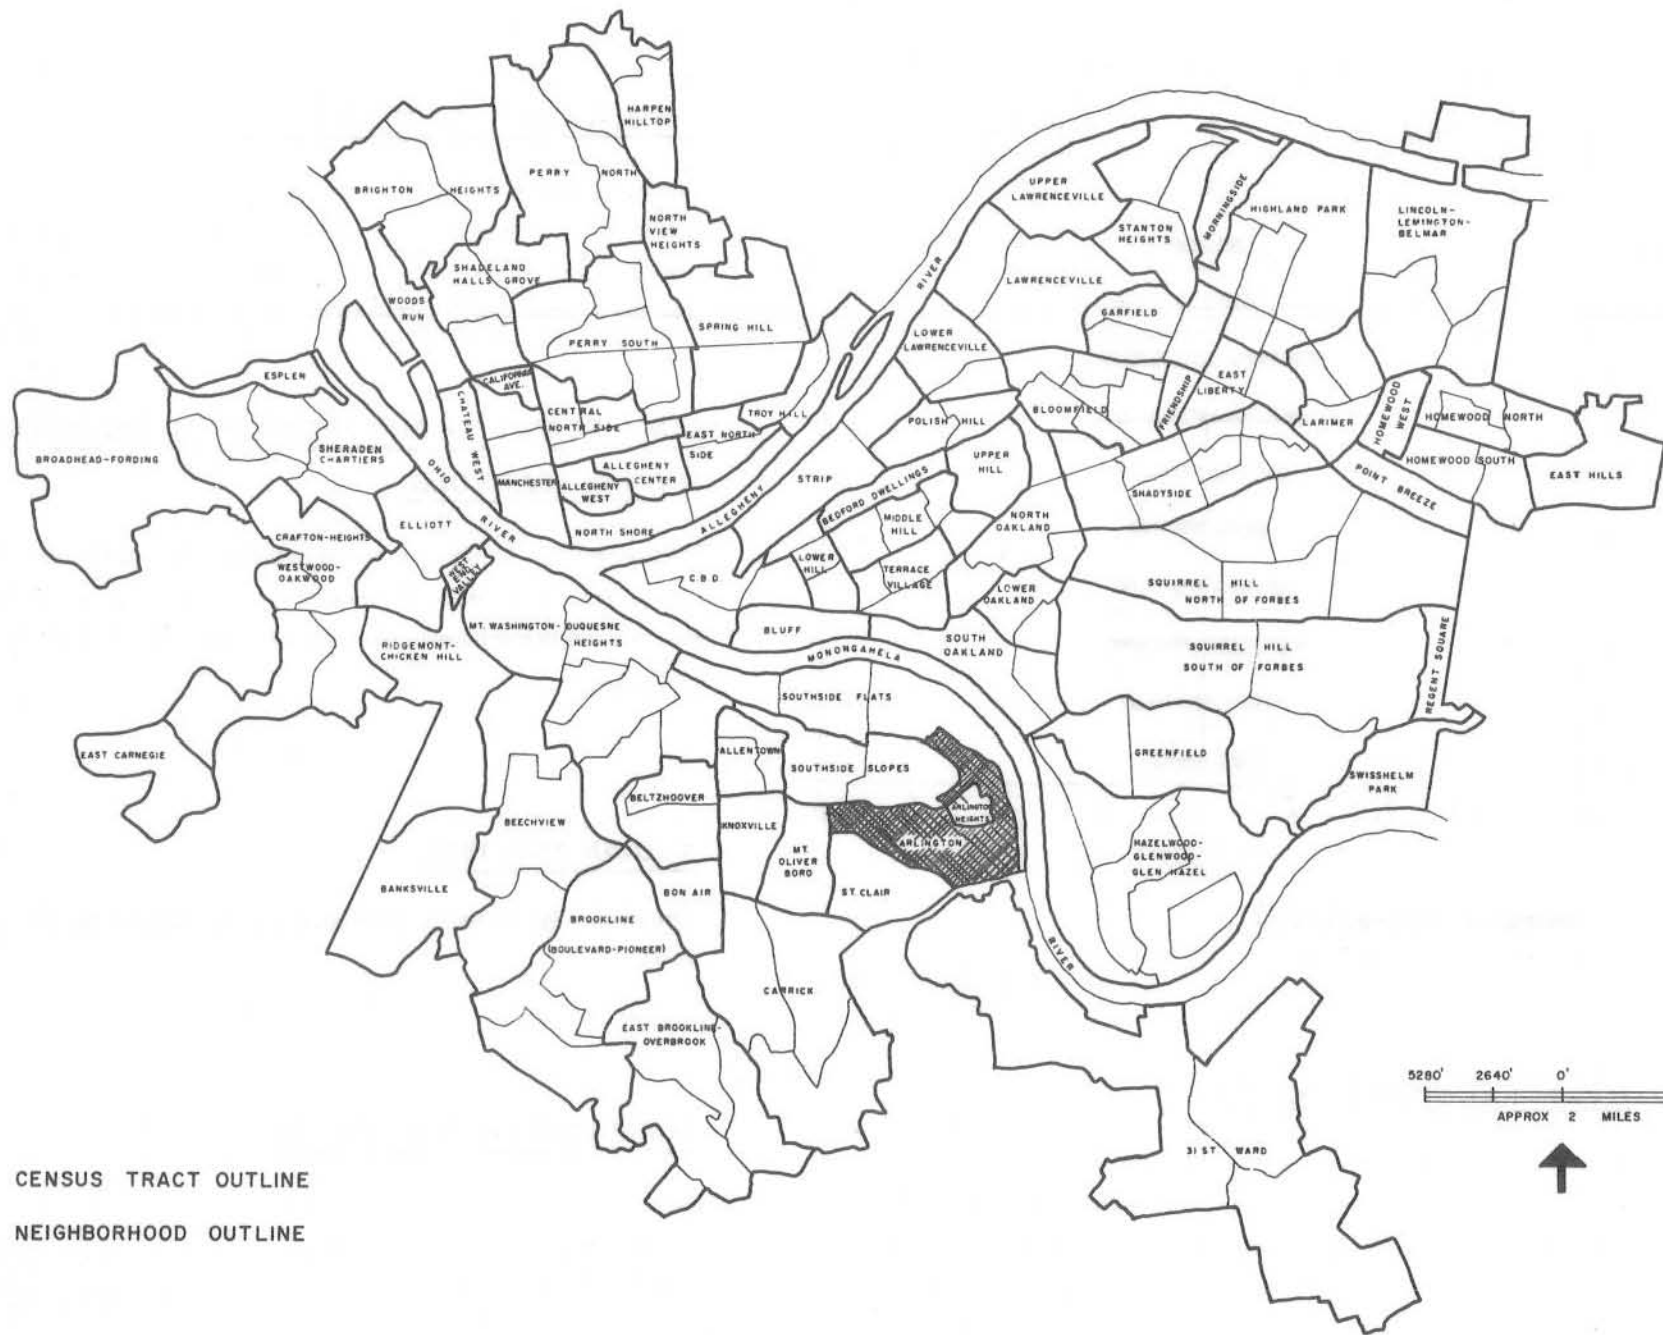 HARPEN
HILLTOP
PERRY NORTH
BRIGHTON HEIGHTS
NORTH
VIEW
HEIGHTS
SHADELAND
HALLS GROVE
WOODS
RUN
SPRING HILL
PERRY SOUTH
CALIFORNIA
AVE.
CHATEAU WEST
CENTRAL
NORTH SIDE
TROY HILL
EAST NORTH
SIDE
ALLEGHENY
CENTER
MANCHESTER
ALLEGHENY
WEST
NORTH SHORE
UPPER
LAWRENCEVILLE
MORNINGSIDE
HIGHLAND PARK
LINCOLN-
LEMINGTON-
BELMAR
STANTON
HEIGHTS
LAWRENCEVILLE
GARFIELD
LOWER
LAWRENCEVILLE
RIVER
ALLEGHENY
EAST
LIBERTY
FRIENDSHIP
BLOOMFIELD
LARIMER
HOMEWOOD
WEST
HOMEWOOD NORTH
HOMEWOOD SOUTH
EAST HILLS
POINT BREEZE
POLISH HILL
UPPER
HILL
STRIP
BEDFORD DWELLINGS
MIDDLE
HILL
SHADYSIDE
NORTH
OAKLAND
LOWER
HILL
TERRACE
VILLAGE
C.B.D.
LOWER
OAKLAND
SQUIRREL HILL
NORTH OF FORBES
BLUFF
SOUTH
OAKLAND
SQUIRREL HILL
SOUTH OF FORBES
REGENT SQUARE
ESPLEN
BROADHEAD-FORDING
SHERADEN
CHARTIERS
OHIO
RIVER
ELLIOTT
CRAFTON-HEIGHTS
WESTWOOD-
OAKWOOD
WEST
END
VALLEY
MT. WASHINGTON-DUQUESNE
HEIGHTS
RIDGEMONT-
CHICKEN HILL
EAST CARNEGIE
MONONGAHELA
SOUTHSIDE FLATS
ALLENTOWN
SOUTHSIDE SLOPES
GREENFIELD
SWISSHELM
PARK
BELTZHOOVER
BEECHVIEW
KNOXVILLE
ARLINGTON
HEIGHTS
ARLINGTON
MT.
OLIVER
BORO
HAZELWOOD-
GLENWOOD-
GLEN HAZEL
BANKSVILLE
BON AIR
ST. CLAIR
BROOKLINE
(BOULEVARD-PIONEER)
RIVER
CARRICK
EAST BROOKLINE-
OVERBROOK
31 ST. WARD
5280' 2640' 0'
APPROX 2 MILES
CENSUS TRACT OUTLINE
NEIGHBORHOOD OUTLINE